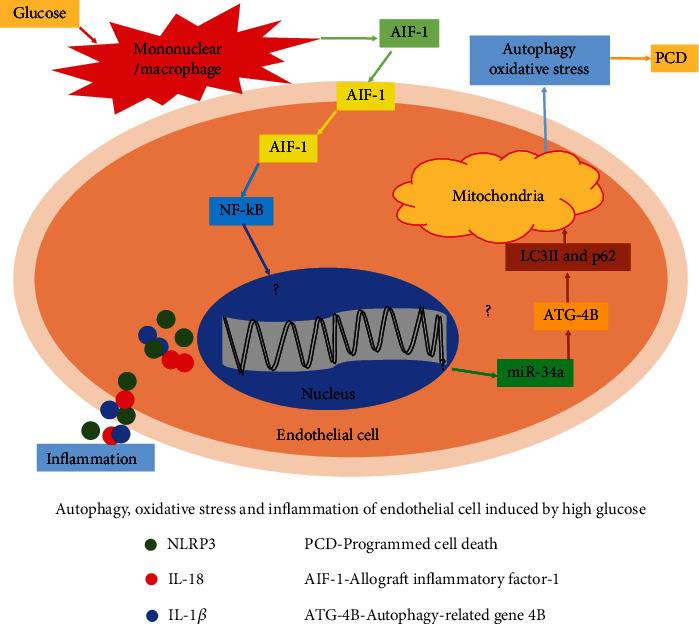 Glucose
Mononuclear
/macrophage
AIF-1
Autophagy
oxidative stress
PCD
AIF-1
AIF-1
Mitochondria
NF-kB
LC3II and p62
?
?
ATG-4B
?
miR-34a
Nucleus
Endothelial cell
Inflammation
Autophagy, oxidative stress and inflammation of endothelial cell induced by high glucose
NLRP3 PCD-Programmed cell death
IL-18 AIF-1-Allograft inflammatory factor-1
IL-1β ATG-4B-Autophagy-related gene 4B